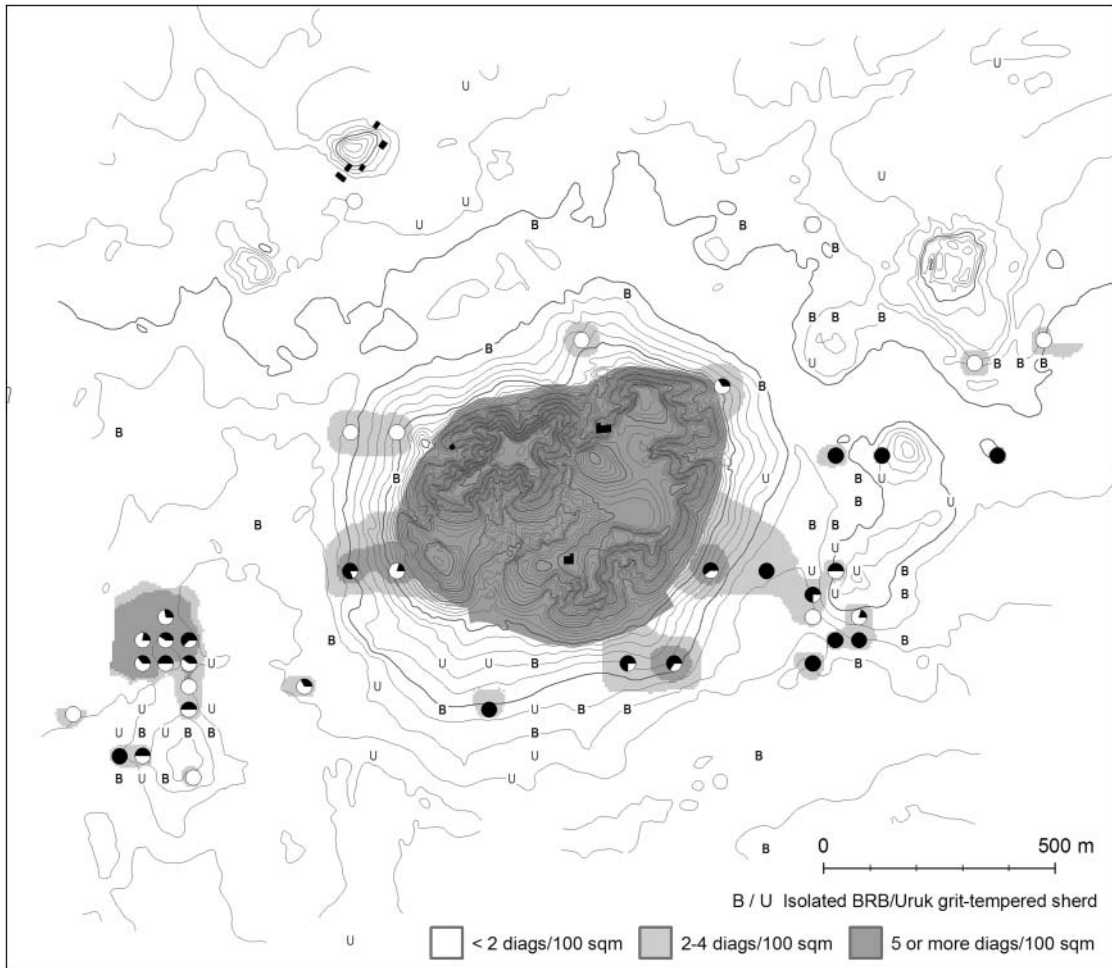 U
U
U
U
U B B
B
B
B B B
B
U B B B
B
B
B U B U
B U
B B B
U
U U B
U B
B B
U U U B B
U
U U B U B B
U B U B B B
U U B
B U B U
0 500 m
B
B / U Isolated BRB/Uruk grit-tempered sherd
U < 2 diags/100 sqm 2-4 diags/100 sqm 5 or more diags/100 sqm